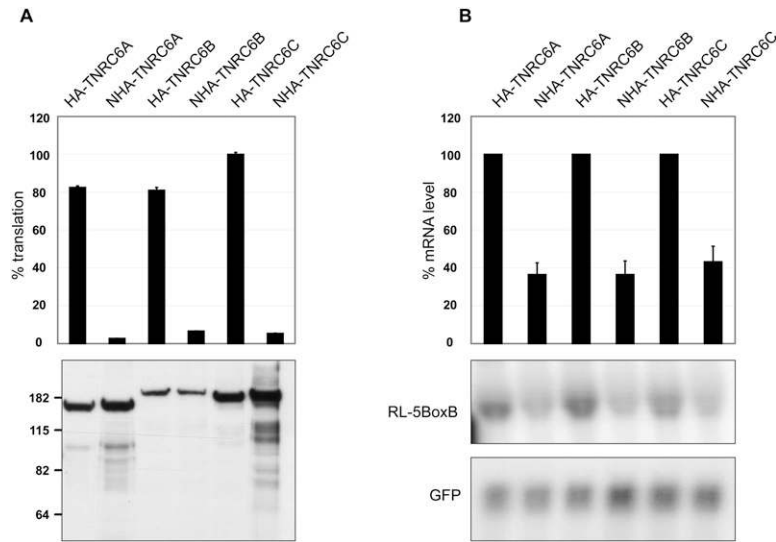 A
HA-TNRC6A
NHA-TNRC6A
HA-TNRC6B
NHA-TNRC6B
HA-TNRC6C
NHA-TNRC6C
% translation
120
100
80
60
40
20
0
182
115
82
64
B
HA-TNRC6A
NHA-TNRC6A
HA-TNRC6B
NHA-TNRC6B
HA-TNRC6C
NHA-TNRC6C
% mRNA level
120
100
80
60
40
20
0
RL-5BoxB
GFP